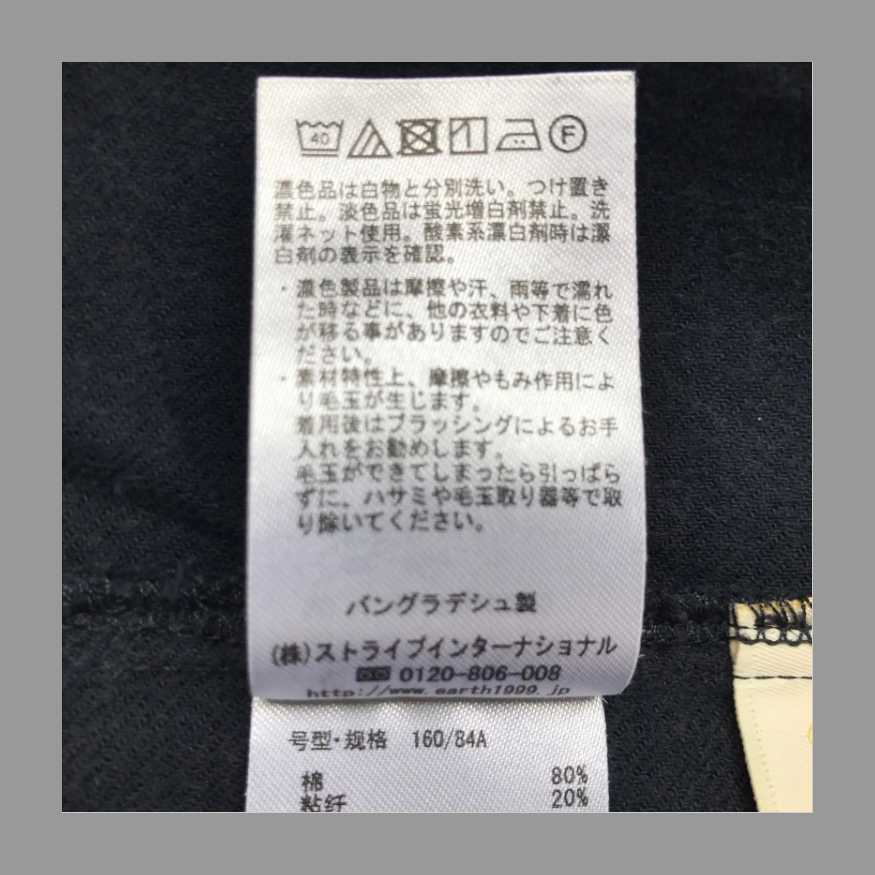 40
F
濃色品は白物と分別洗い。つけ置き
禁止。淡色品は蛍光増白剤禁止。洗
濯ネット使用。酸素系漂白剤時は漂
白剤の表示を確認。
・濃色製品は摩擦や汗、雨等で濡れ
た時などに、他の衣料や下着に色
が移る事がありますのでご注意く
ださい。
・素材特性上、摩擦やもみ作用によ
り毛玉が生じます。
着用後はブラッシングによるお手
入れをお勧めします。
毛玉ができてしまったら引っぱら
ずに、ハサミや毛玉取り器等で取
り除いてください。
バングラデシュ製
(株)ストライプインターナショナル
0120-806-008
http://www.earth1999.jp
号型·规格 160/84A
棉 80%
粘纤 20%